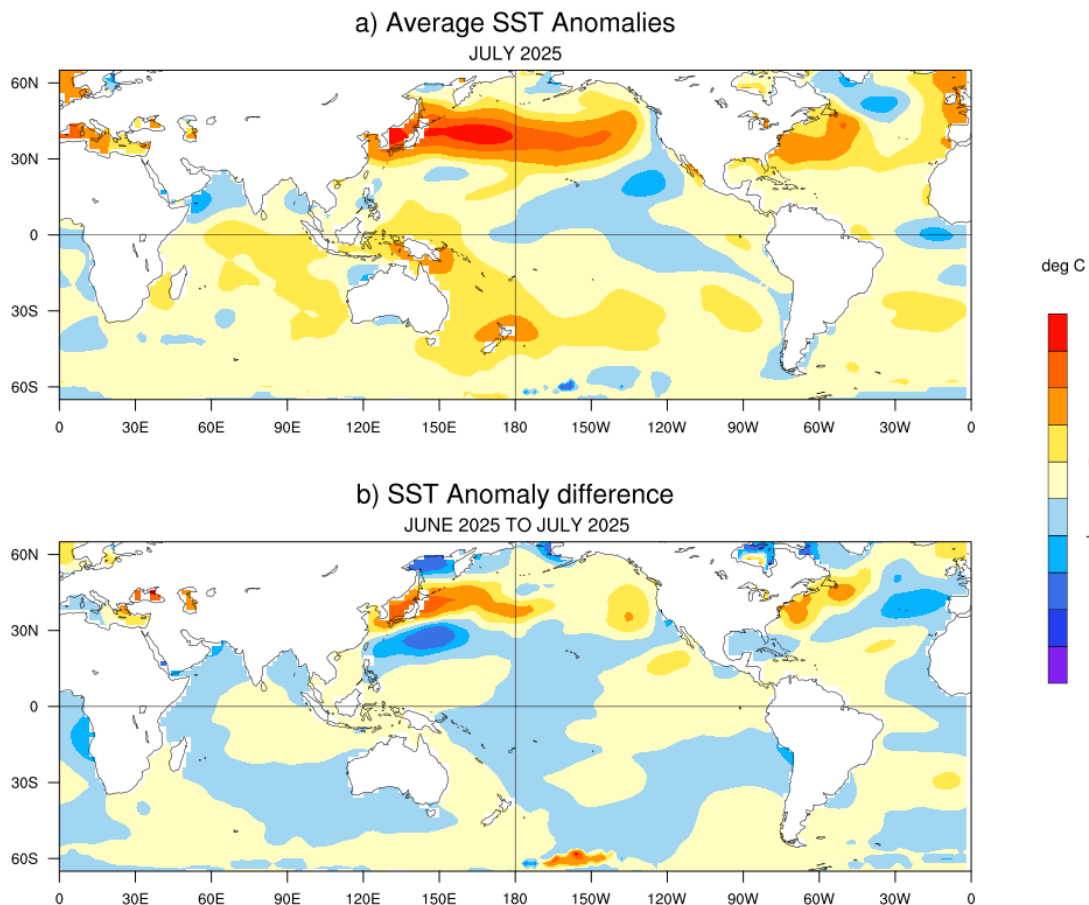 a) Average SST Anomalies
JULY 2025
60N
30N
0
30S
60S
0 30E 60E 90E 120E 150E 180 150W 120W 90W 60W 30W 0
deg C
b) SST Anomaly difference
JUNE 2025 TO JULY 2025
60N
30N
0
30S
60S
0 30E 60E 90E 120E 150E 180 150W 120W 90W 60W 30W 0